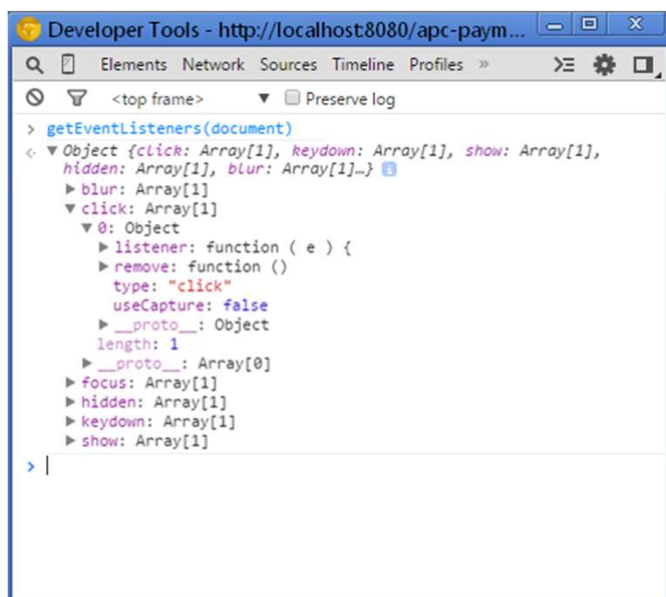 Developer Tools - http://localhost:8080/apc-paym...
Elements Network Sources Timeline Profiles »
<top frame> ▼ Preserve log
> getEventListeners(document)
Object {click: Array[1], keydown: Array[1], show: Array[1],
hidden: Array[1], blur: Array[1]…}
blur: Array[1]
click: Array[1]
0: Object
listener: function ( e ) {
remove: function ()
type: "click"
useCapture: false
__proto__: Object
length: 1
__proto__: Array[0]
focus: Array[1]
hidden: Array[1]
keydown: Array[1]
show: Array[1]
>